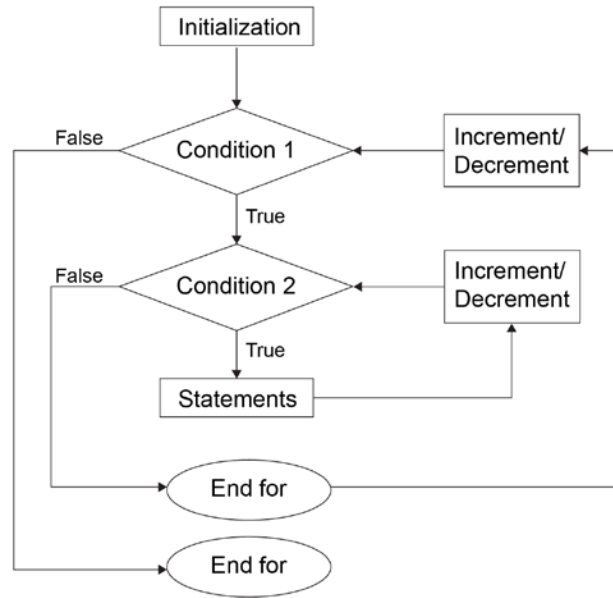 Initialization
False
Condition 1
Increment/
Decrement
True
False
Condition 2
Increment/
Decrement
True
Statements
End for
End for